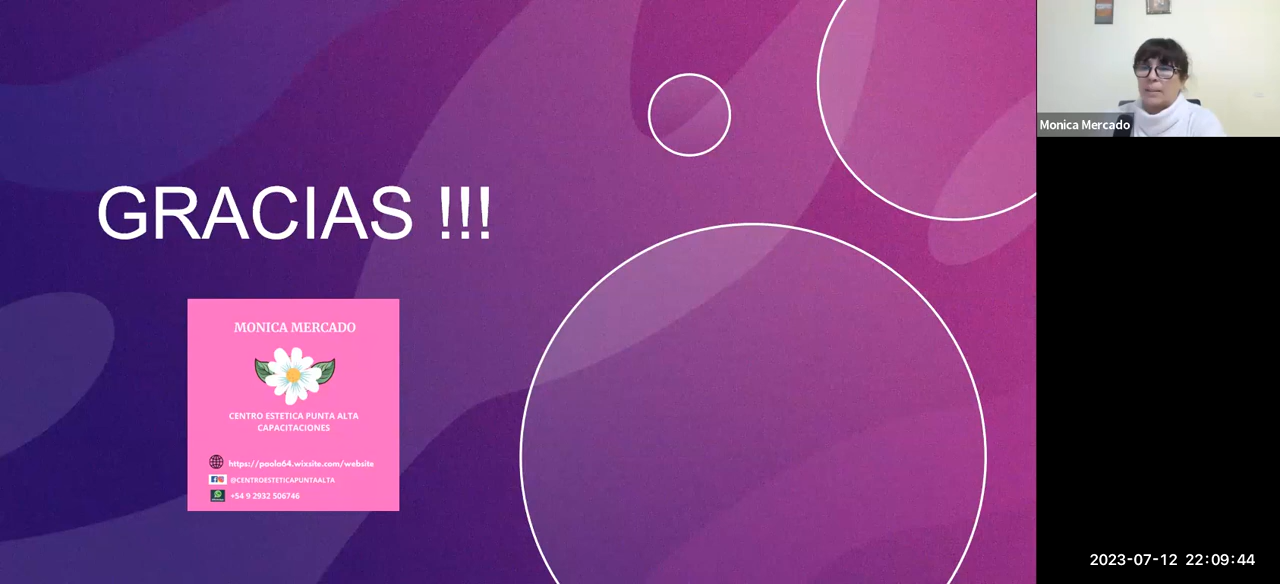 GRACIAS !!!
MONICA MERCADO
CENTRO ESTETICA PUNTA ALTA
CAPACITACIONES
https://paola64.wixsite.com/website
@CENTROESTETICAPUNTAALTA
+54 9 2932 506746
Monica Mercado
2023-07-12 22:09:44